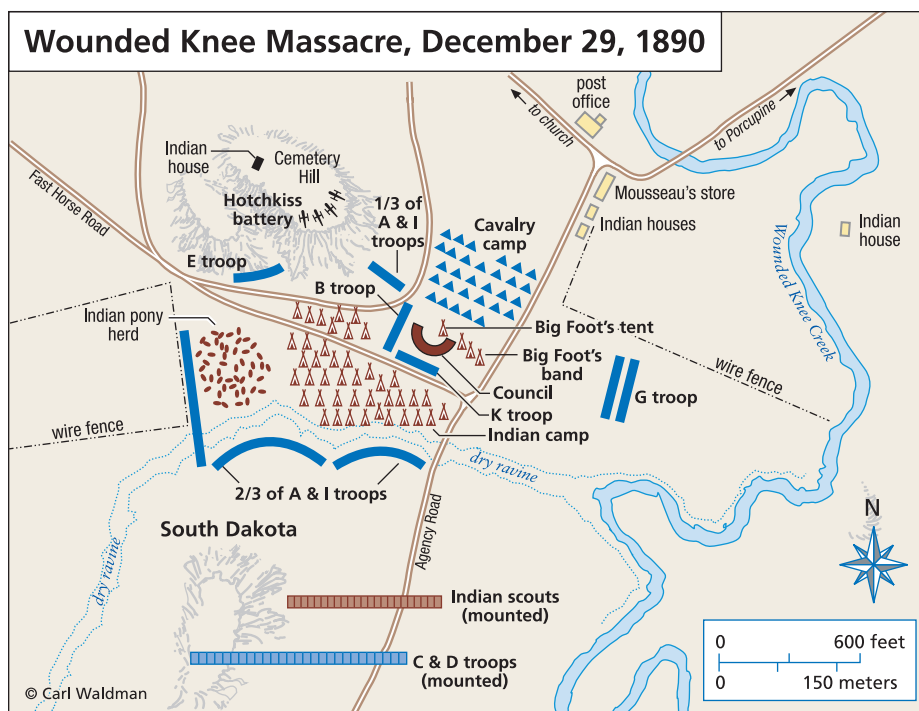 Wounded Knee Massacre, December 29, 1890
post
office
to church
to Porcupine
Indian
house
Cemetery
Hill
Hotchkiss
battery
1/3 of
A & I
troops
Mousseau's store
Indian houses
Cavalry
camp
Indian
house
Fast Horse Road
E troop
B troop
Wounded Knee Creek
Indian pony
herd
Big Foot's tent
Big Foot's
band
wire fence
Council
G troop
K troop
wire fence
Indian camp
dry ravine
2/3 of A & I troops
South Dakota
Agency Road
N
dry ravine
Indian scouts
(mounted)
0 600 feet
C & D troops
(mounted)
0 150 meters
© Carl Waldman